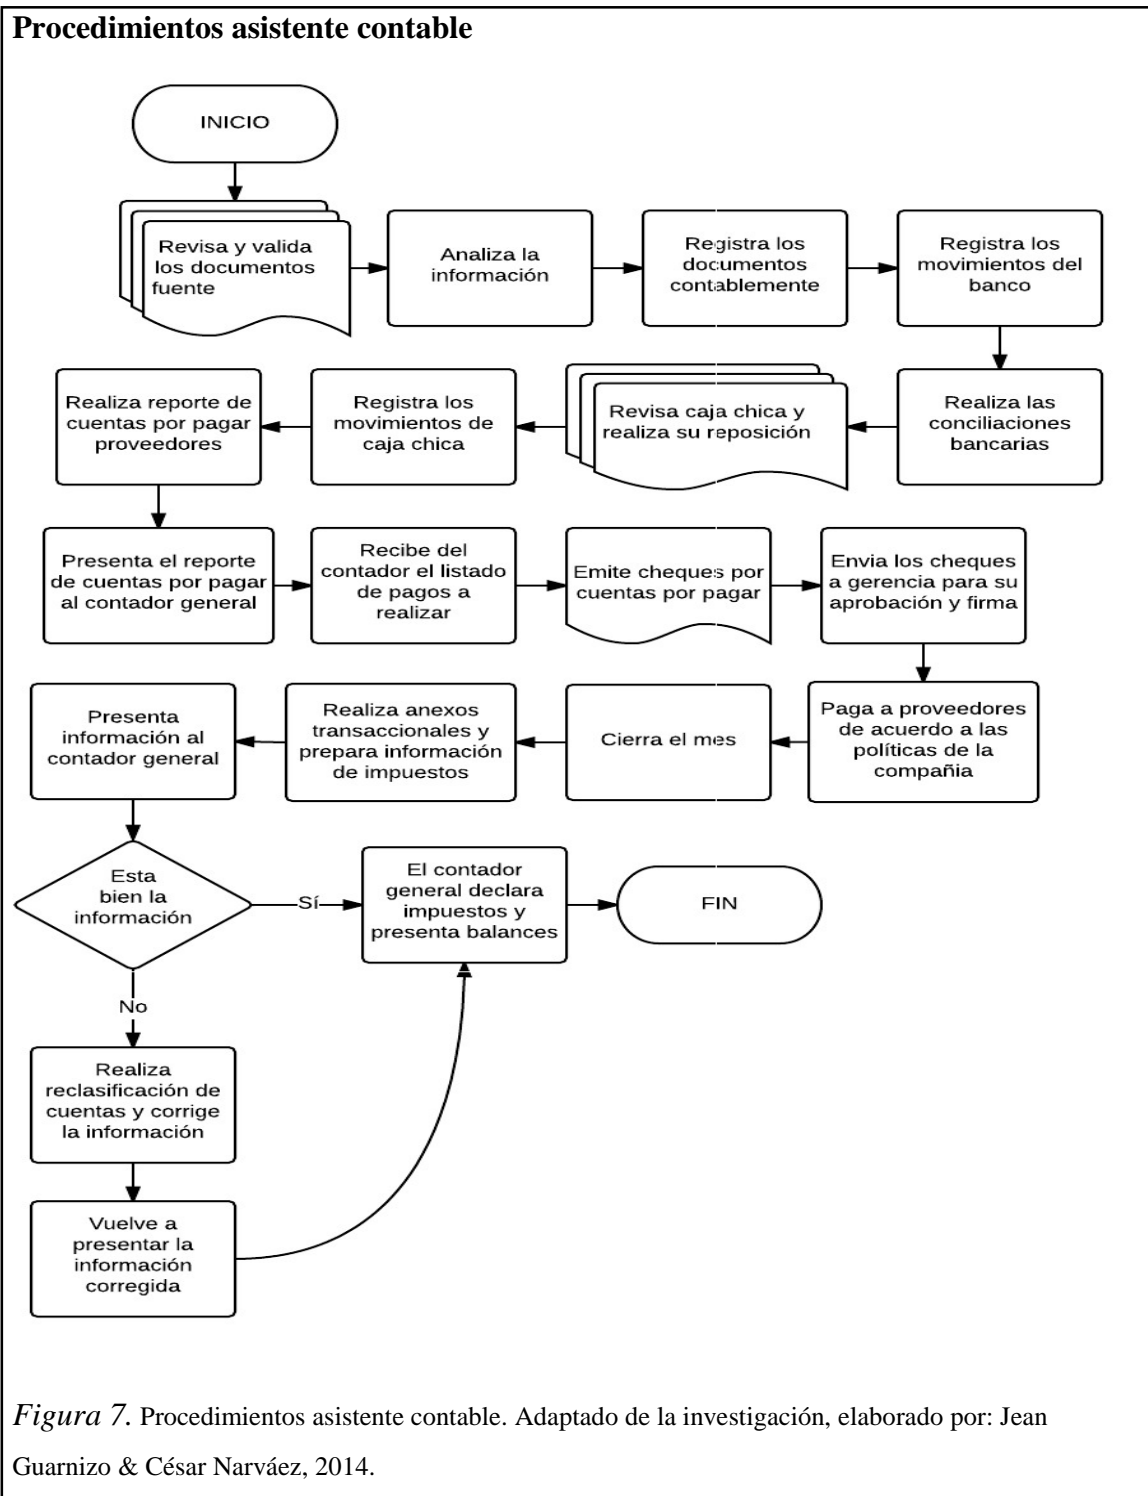 Procedimientos asistente contable
INICIO
Revisa y valida
los documentos
fuente
Analiza la
información
Registra los
documentos
contablemente
Registra los
movimientos del
banco
Realiza las
conciliaciones
bancarias
Revisa caja chica y
realiza su reposición
Registra los
movimientos de
caja chica
Realiza reporte de
cuentas por pagar
proveedores
Presenta el reporte
de cuentas por pagar
al contador general
Recibe del
contador el listado
de pagos a
realizar
Emite cheques por
cuentas por pagar
Envia los cheques
a gerencia para su
aprobación y firma
Paga a proveedores
de acuerdo a las
políticas de la
compañia
Cierra el mes
Realiza anexos
transaccionales y
prepara información
de impuestos
Presenta
información al
contador general
Esta
bien la
información
Sí
El contador
general declara
impuestos y
presenta balances
FIN
No
Realiza
reclasificación de
cuentas y corrige
la información
Vuelve a
presentar la
información
corregida
Figura 7. Procedimientos asistente contable. Adaptado de la investigación, elaborado por: Jean
Guarnizo & César Narváez, 2014.